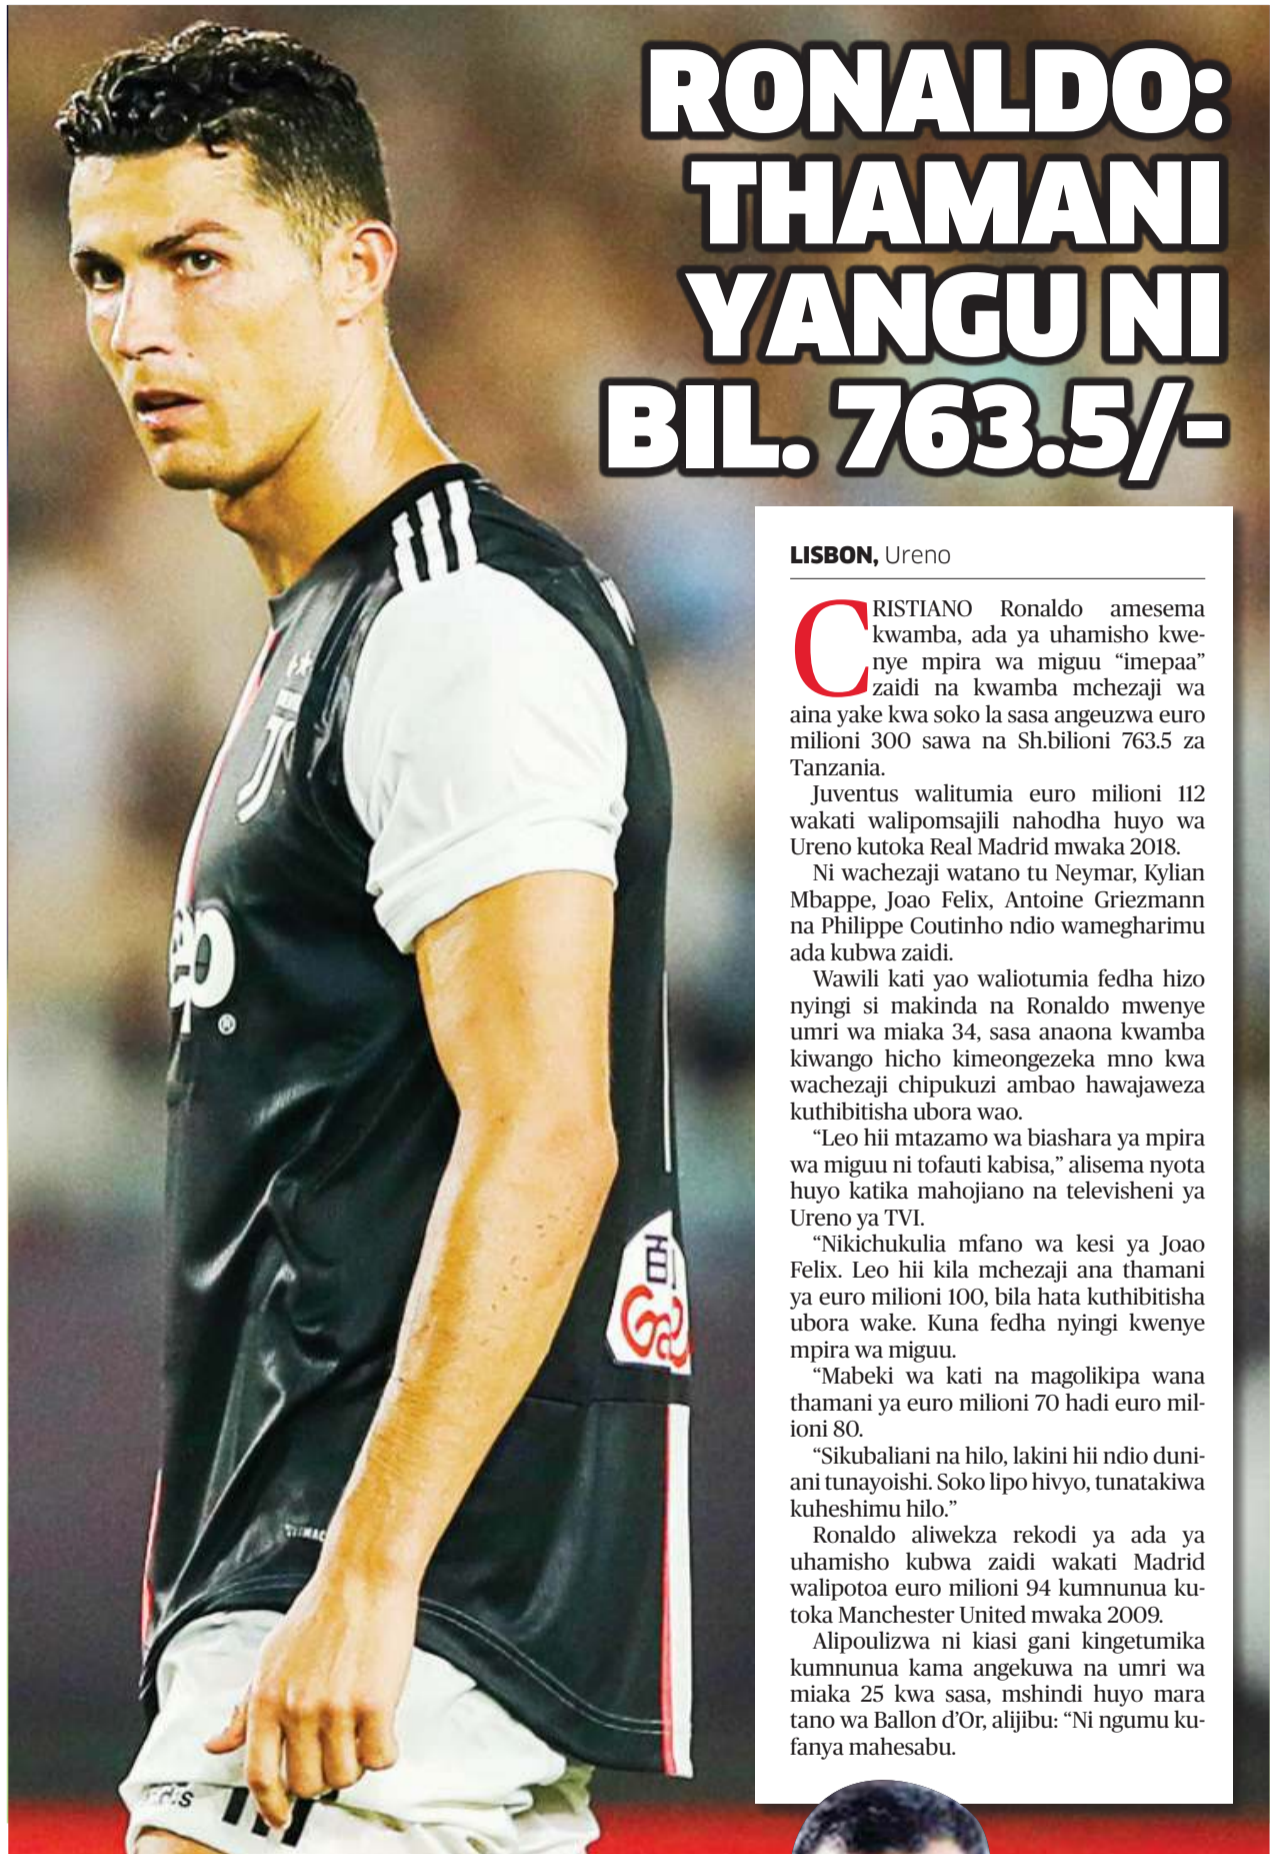 RONALDO:
THAMANI
YANGU NI
BIL. 763.5/-
LISBON, Ureno
CRISTIANO Ronaldo amesema
kwamba, ada ya uhamisho kwe-
nye mpira wa miguu “imepaa”
zaidi na kwamba mchezaji wa
aina yake kwa soko la sasa angeuzwa euro
milioni 300 sawa na Sh.bilioni 763.5 za
Tanzania.
Juventus walitumia euro milioni 112
wakati walipomsajili nahodha huyo wa
Ureno kutoka Real Madrid mwaka 2018.
Ni wachezaji watano tu Neymar, Kylian
Mbappe, Joao Felix, Antoine Griezmann
na Philippe Coutinho ndio wamegharimu
ada kubwa zaidi.
Wawili kati yao waliotumia fedha hizo
nyingi si makinda na Ronaldo mwenye
umri wa miaka 34, sasa anaona kwamba
kiwango hicho kimeongezeka mno kwa
wachezaji chipukuzi ambao hawajaweza
kuthibitisha ubora wao.
“Leo hii mtazamo wa biashara ya mpira
wa miguu ni tofauti kabisa,” alisema nyota
huyo katika mahojiano na televisheni ya
Ureno ya TVI.
“Nikichukulia mfano wa kesi ya Joao
Felix. Leo hii kila mchezaji ana thamani
ya euro milioni 100, bila hata kuthibitisha
ubora wake. Kuna fedha nyingi kwenye
mpira wa miguu.
“Mabeki wa kati na magolikipa wana
thamani ya euro milioni 70 hadi euro mil-
ioni 80.
“Sikubaliani na hilo, lakini hii ndio duni-
ani tunayoishi. Soko lipo hivyo, tunatakiwa
kuheshimu hilo.”
Ronaldo aliwekza rekodi ya ada ya
uhamisho kubwa zaidi wakati Madrid
walipotoa euro milioni 94 kumnunua ku-
toka Manchester United mwaka 2009.
Alipoulizwa ni kiasi gani kingetumika
kumnunua kama angekuwa na umri wa
miaka 25 kwa sasa, mshindi huyo mara
tano wa Ballon d’Or, alijibu: “Ni ngumu ku-
fanya mahesabu.